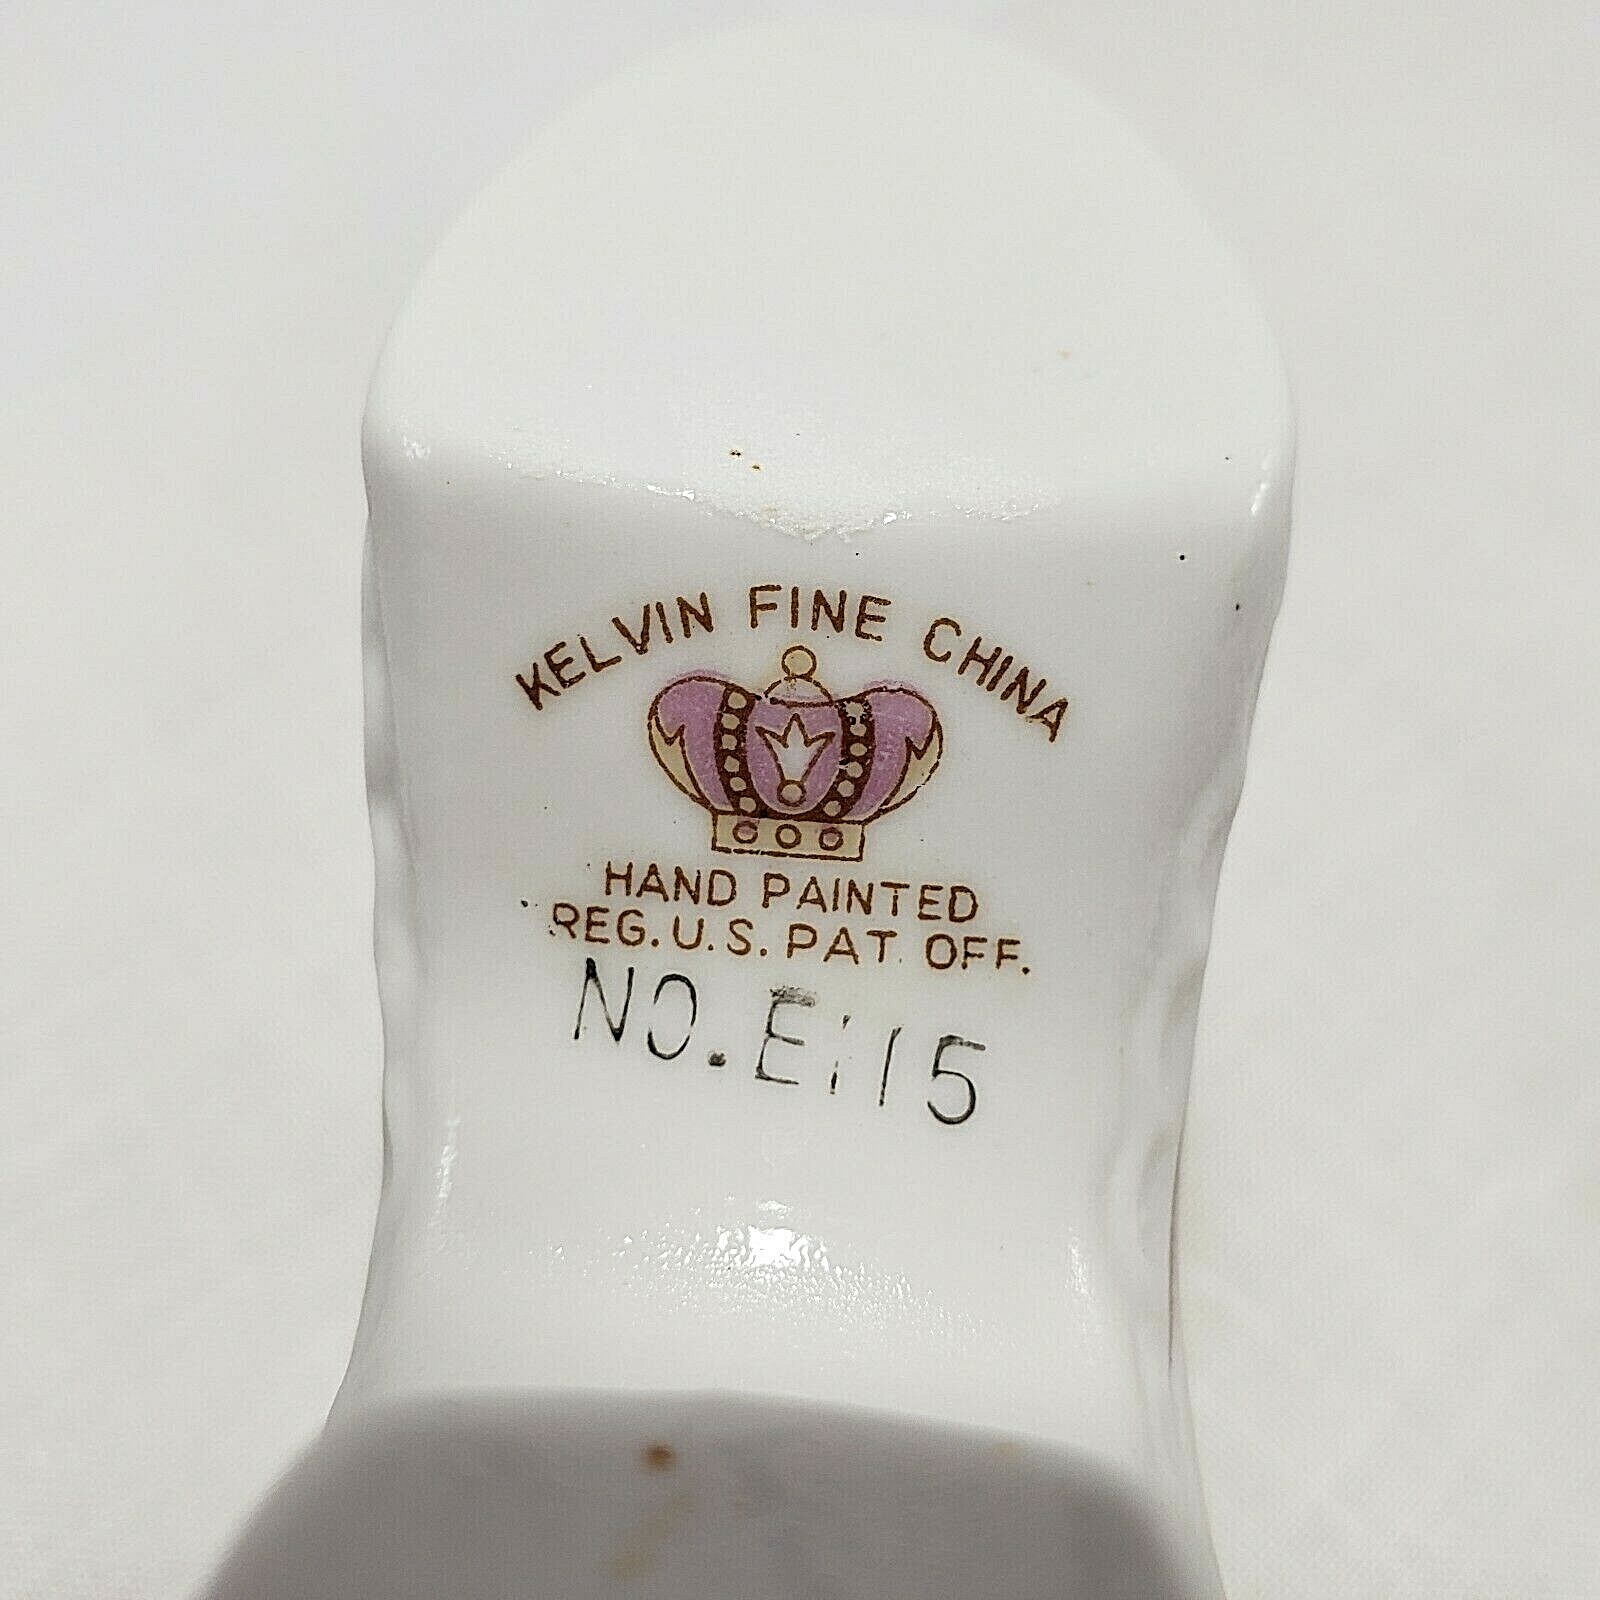 KELVIN FINE CHINA
HAND PAINTED
REG. U.S. PAT. OFF.
NO. E115